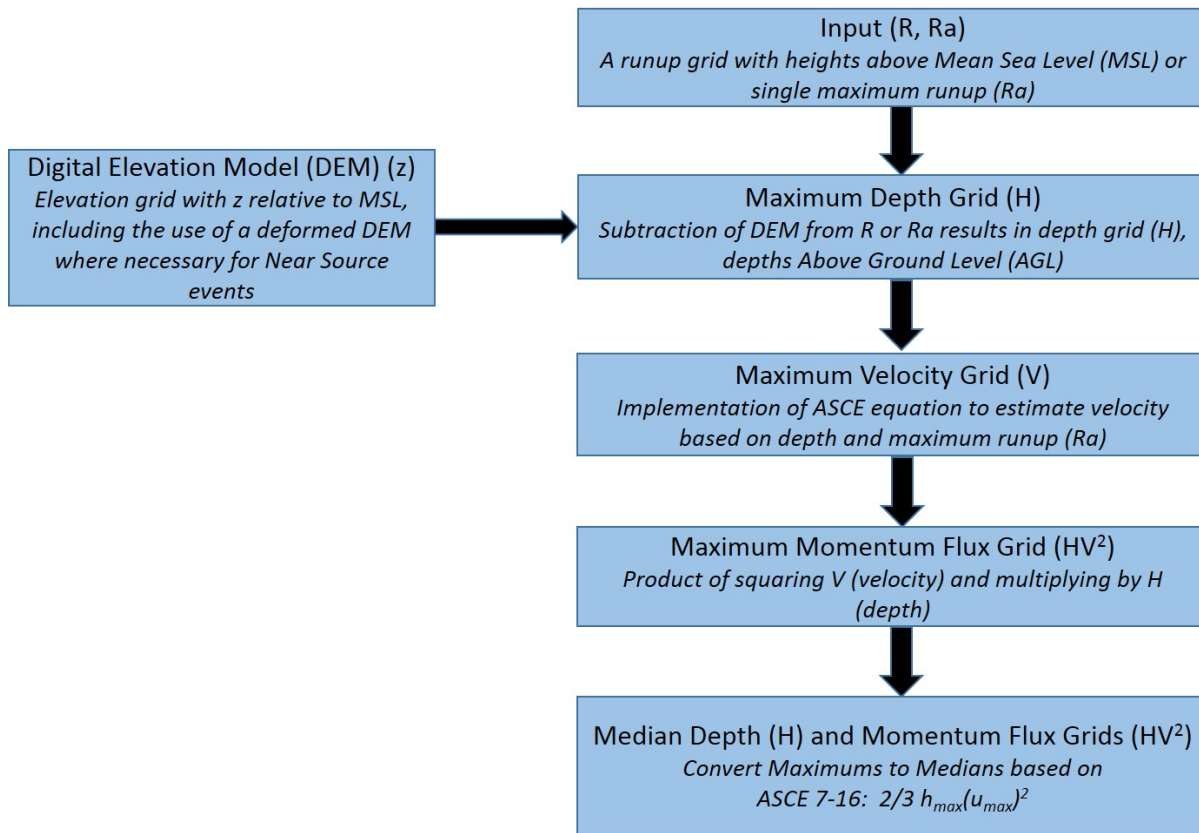 Input (R, Ra)
A runup grid with heights above Mean Sea Level (MSL) or
single maximum runup (Ra)
Digital Elevation Model (DEM) (z)
Elevation grid with z relative to MSL,
including the use of a deformed DEM
where necessary for Near Source
events
Maximum Depth Grid (H)
Subtraction of DEM from R or Ra results in depth grid (H),
depths Above Ground Level (AGL)
Maximum Velocity Grid (V)
Implementation of ASCE equation to estimate velocity
based on depth and maximum runup (Ra)
Maximum Momentum Flux Grid (HV²)
Product of squaring V (velocity) and multiplying by H
(depth)
Median Depth (H) and Momentum Flux Grids (HV²)
Convert Maximums to Medians based on
ASCE 7-16: 2/3 hmax(umax)²